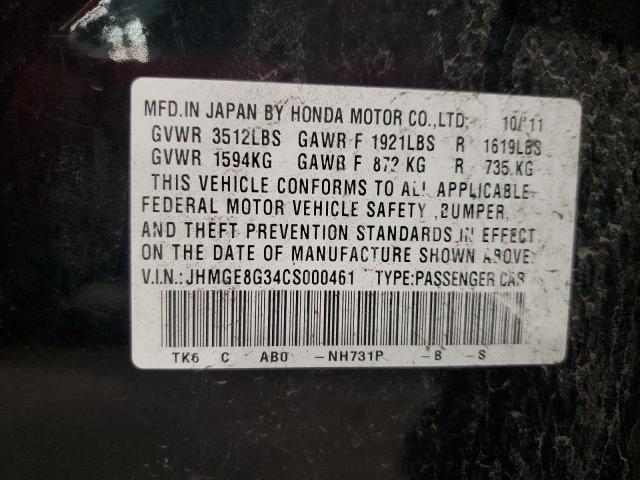 MFD.IN JAPAN BY HONDA MOTOR CO.,LTD. 10/11
GVWR 3512LBS GAWR F 1921LBS R 1619LBS
GVWR 1594KG GAWR F 872 KG R 735 KG
THIS VEHICLE CONFORMS TO ALL APPLICABLE
FEDERAL MOTOR VEHICLE SAFETY ,BUMPER,
AND THEFT PREVENTION STANDARDS IN EFFECT
ON THE DATE OF MANUFACTURE SHOWN ABOVE.
V.I.N.:JHMGE8G34CS000461 TYPE:PASSENGER CAR
TK6 C AB0 -NH731P -B -S